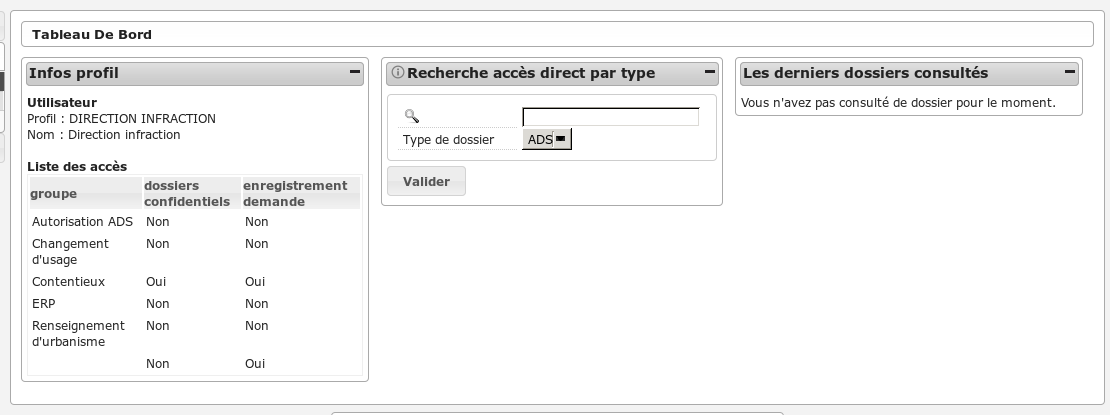 Tableau De Bord
Infos profil
Utilisateur
Profil : DIRECTION INFRACTION
Nom : Direction infraction
Liste des accès
groupe dossiers confidentiels enregistrement demande
Autorisation ADS Non Non
Changement d'usage Non Non
Contentieux Oui Oui
ERP Non Non
Renseignement d'urbanisme Non Non
Non Oui
Recherche accès direct par type
Type de dossier ADS
Valider
Les derniers dossiers consultés
Vous n'avez pas consulté de dossier pour le moment.